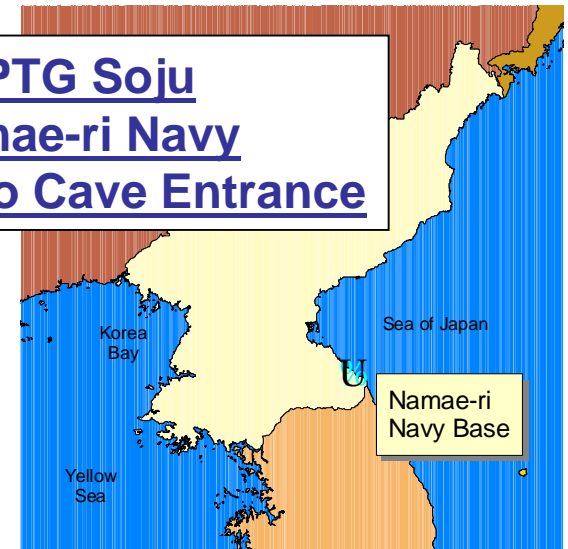 PTG Soju
mae-ri Navy
o Cave Entrance
Korea
Bay
Sea of Japan
U
Namae-ri
Navy Base
Yellow
Sea